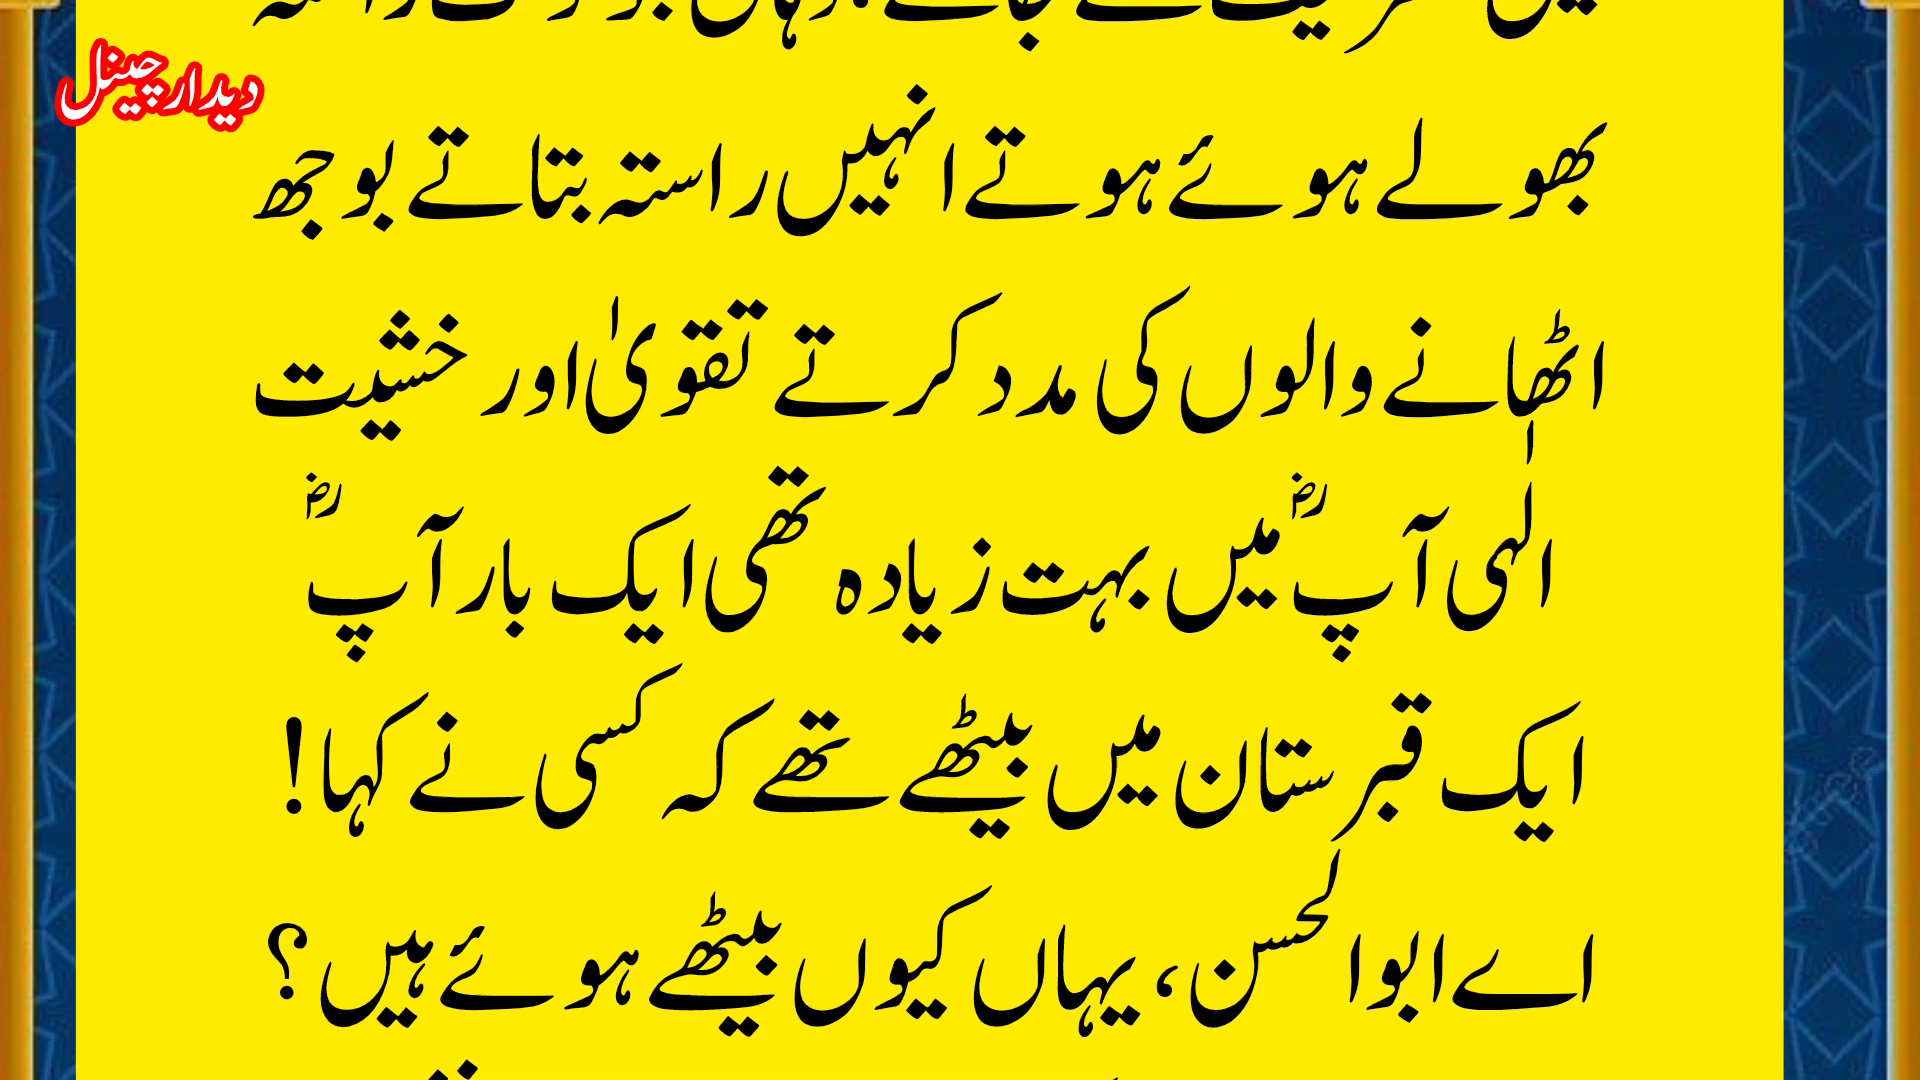 دیدار چینل
بھولے ہوئے ہوتے انہیں راستہ بتاتے بوجھ
اٹھانے والوں کی مدد کرتے تقویٰ اور خشیت
الٰہی آپؓ میں بہت زیادہ تھی ایک بار آپؓ
ایک قبرستان میں بیٹھے تھے کہ کسی نے کہا!
اے ابوالحسن، یہاں کیوں بیٹھے ہوئے ہیں؟